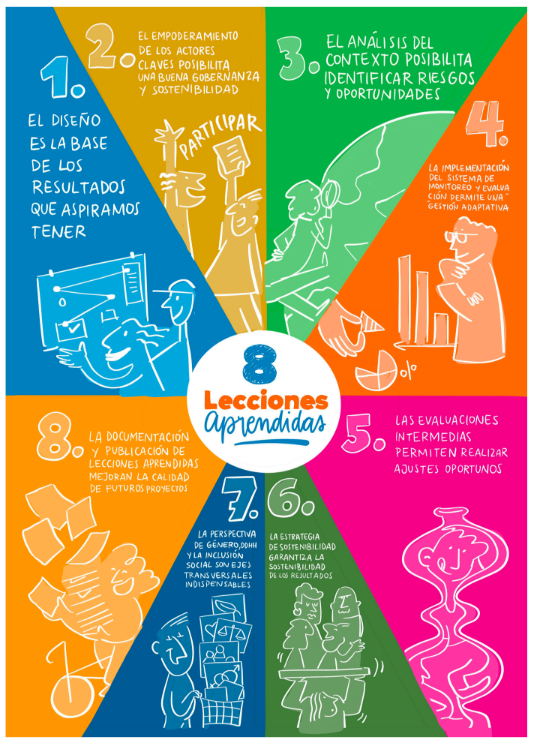 1.
EL DISEÑO
ES LA BASE
DE LOS
RESULTADOS
QUE ASPIRAMOS
TENER
2.
EL EMPODERAMIENTO
DE LOS ACTORES
CLAVES POSIBILITA
UNA BUENA GOBERNANZA
Y SOSTENIBILIDAD
PARTICIPAR
3.
EL ANÁLISIS DEL
CONTEXTO POSIBILITA
IDENTIFICAR RIESGOS
Y OPORTUNIDADES
4.
LA IMPLEMENTACIÓN
DEL SISTEMA DE
MONITOREO Y EVALUA
CIÓN PERMITE UNA
GESTIÓN ADAPTATIVA
%
8
Lecciones
Aprendidas
5.
LAS EVALUACIONES
INTERMEDIAS
PERMITEN REALIZAR
AJUSTES OPORTUNOS
6.
LA ESTRATEGIA
DE SOSTENIBILIDAD
GARANTIZA LA
SOSTENIBILIDAD
DE LOS RESULTADOS
7.
LA PERSPECTIVA
DE GÉNERO, DDHH
Y LA INCLUSIÓN
SOCIAL SON EJES
TRANSVERSALES
INDISPENSABLES
8.
LA DOCUMENTACIÓN
Y PUBLICACIÓN DE
LECCIONES APRENDIDAS
MEJORAN LA CALIDAD
DE FUTUROS PROYECTOS